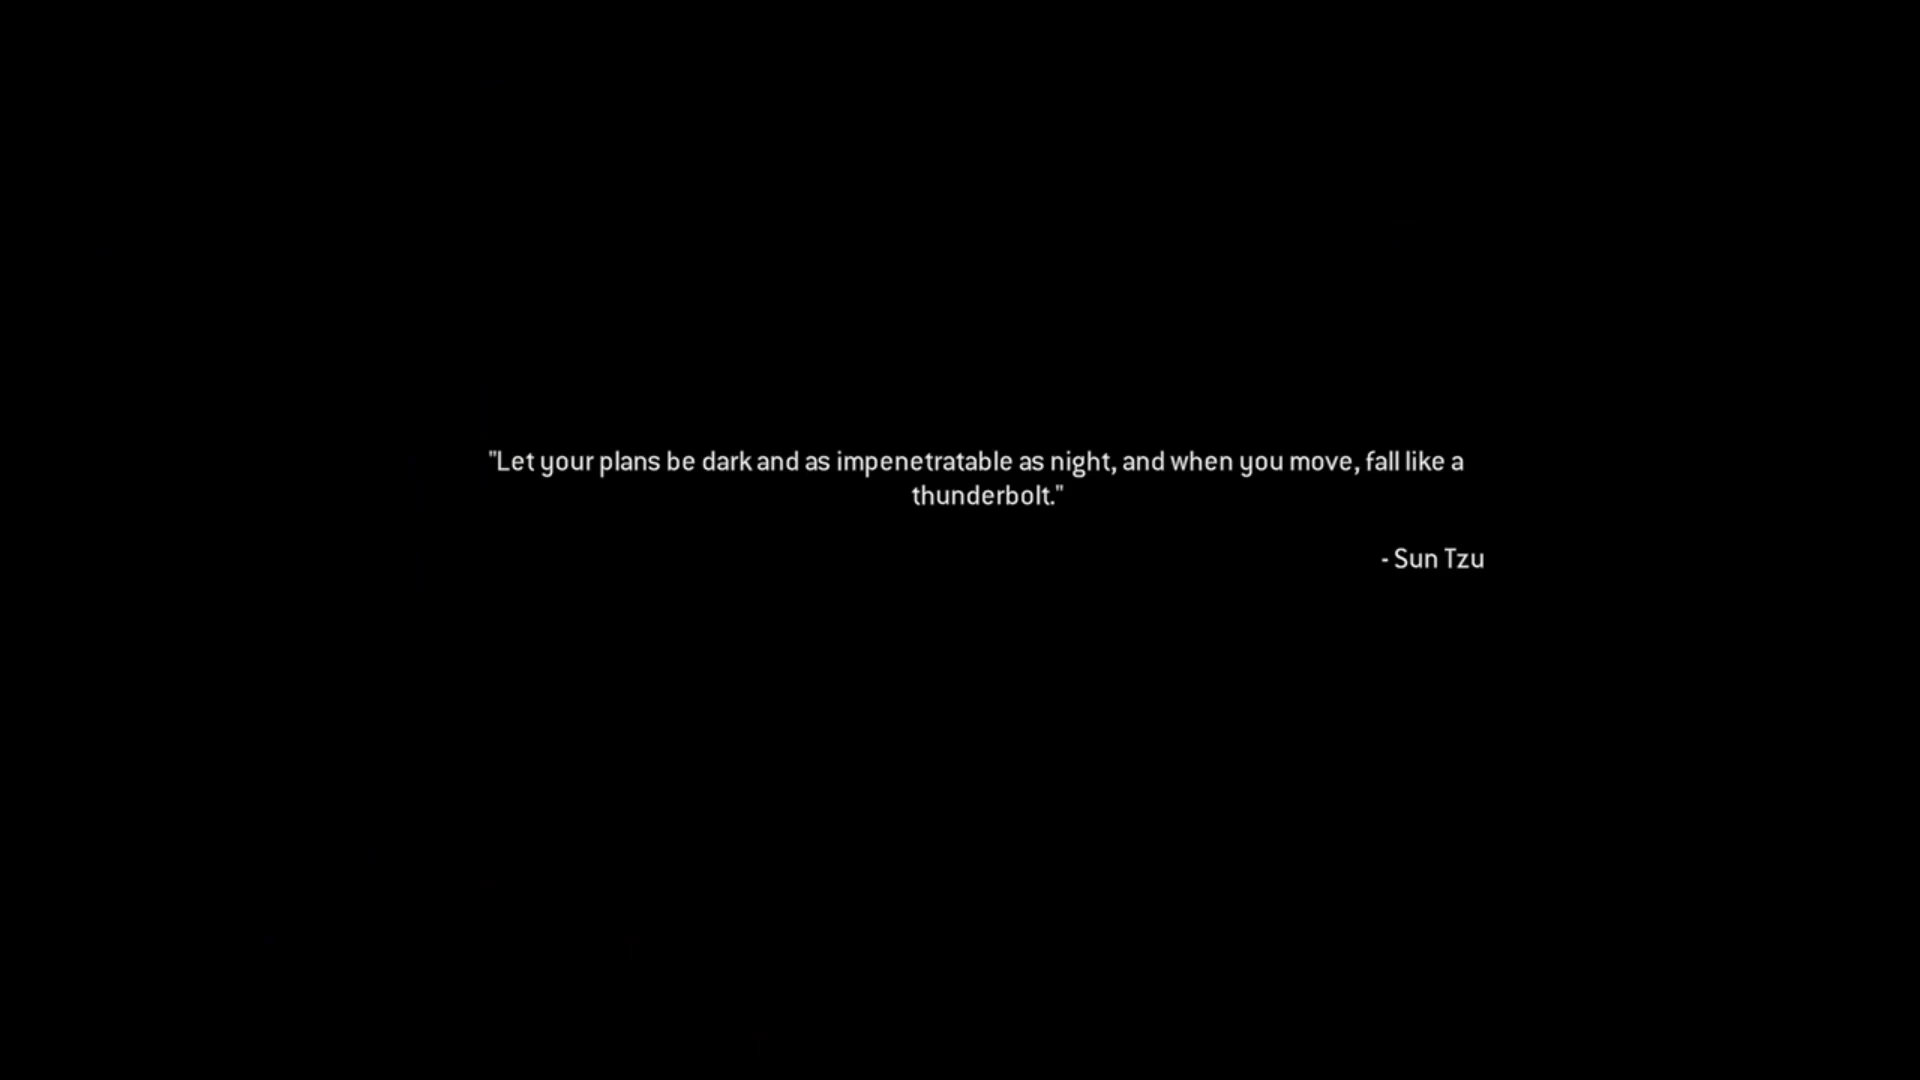 "Let your plans be dark and as impenetratable as night, and when you move, fall like a
thunderbolt."
- Sun Tzu